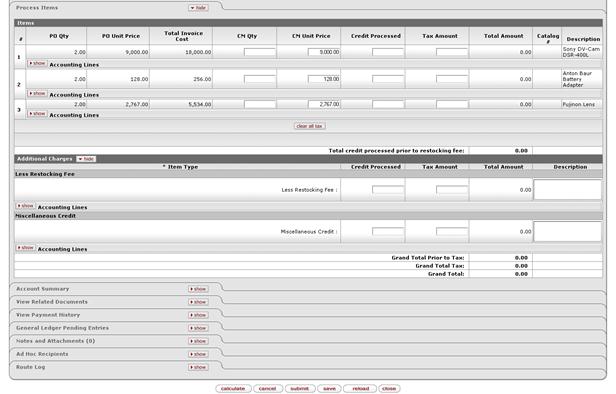 Process Items hide
Items
# PO Qty PO Unit Price Total Invoice Cost CM Qty CM Unit Price Credit Processed Tax Amount Total Amount Catalog # Description
1 2.00 9,000.00 18,000.00 9,000.00 0.00 Sony DV-Cam DSR-400L
show Accounting Lines
2 2.00 128.00 256.00 128.00 0.00 Anton Baur Battery Adapter
show Accounting Lines
3 2.00 2,767.00 5,534.00 2,767.00 0.00 Fujinon Lens
show Accounting Lines
clear all tax
Total credit processed prior to restocking fee: 0.00
Additional Charges hide
* Item Type Credit Processed Tax Amount Total Amount Description
Less Restocking Fee
Less Restocking Fee : 0.00
show Accounting Lines
Miscellaneous Credit
Miscellaneous Credit : 0.00
show Accounting Lines
Grand Total Prior to Tax: 0.00
Grand Total Tax: 0.00
Grand Total: 0.00
Account Summary show
View Related Documents show
View Payment History show
General Ledger Pending Entries show
Notes and Attachments (0) show
Ad Hoc Recipients show
Route Log show
calculate cancel submit save reload close